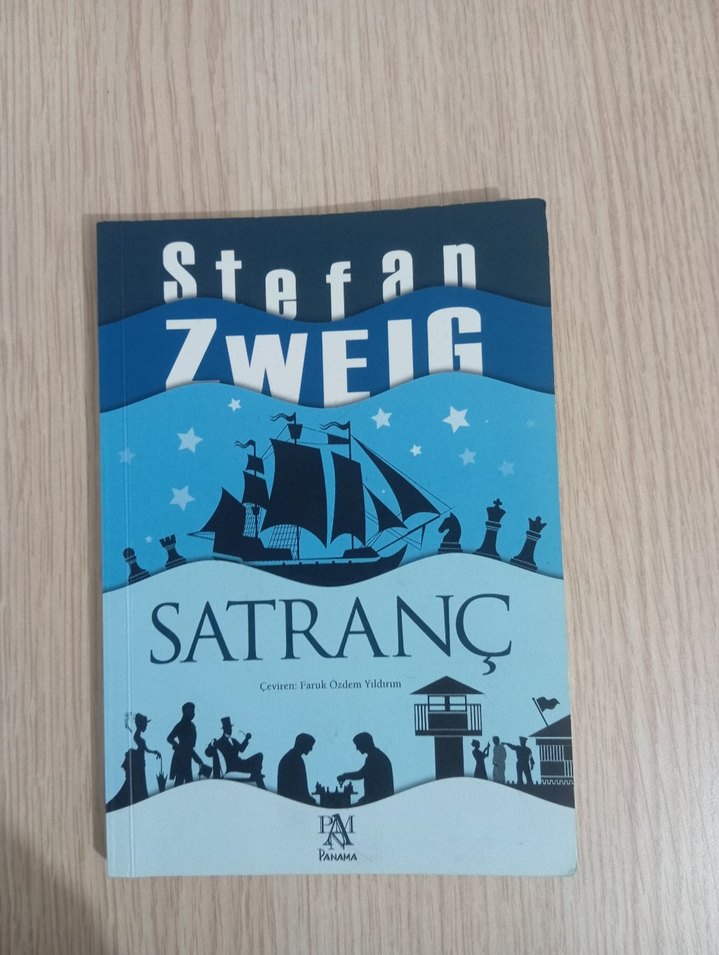 Stefan
ZWEIG
SATRANÇ
Çeviren: Faruk Özdem Yıldırım
PANAMA